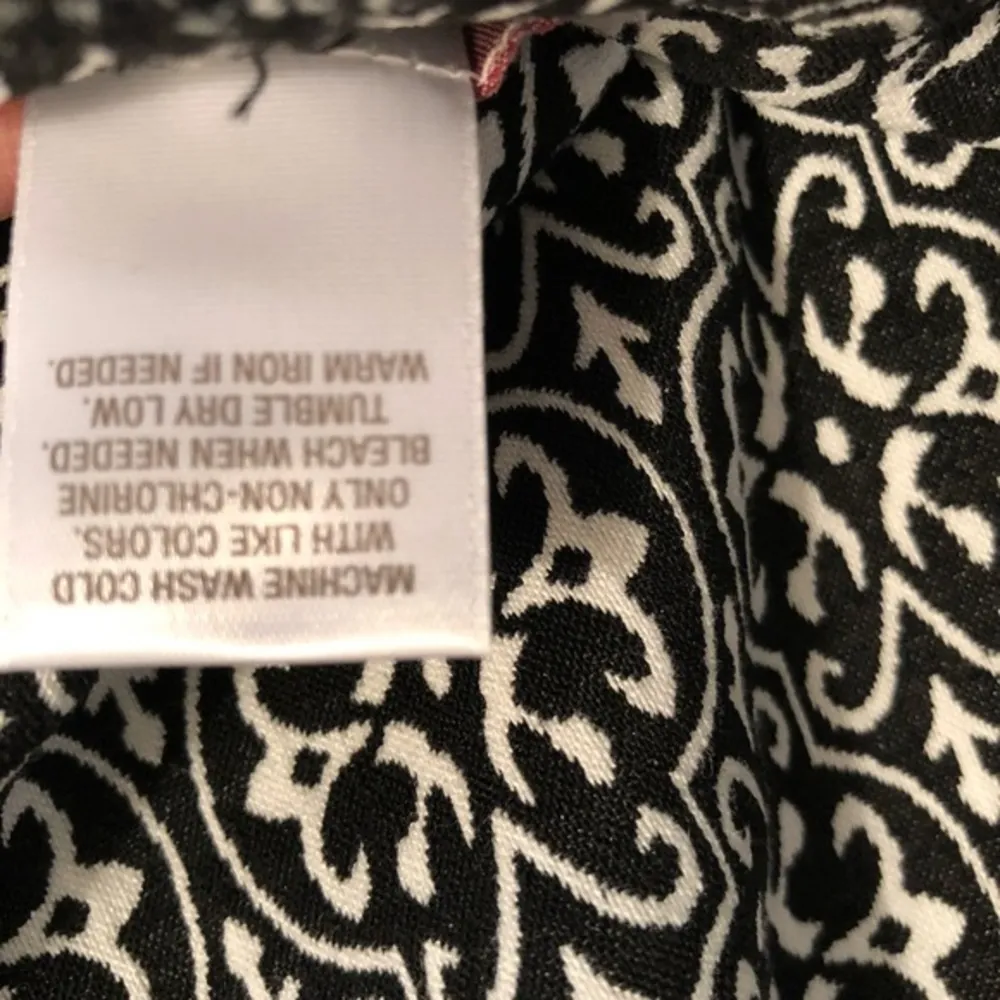 MACHINE WASH COLD
WITH LIKE COLORS.
ONLY NON-CHLORINE
BLEACH WHEN NEEDED.
TUMBLE DRY LOW.
WARM IRON IF NEEDED.